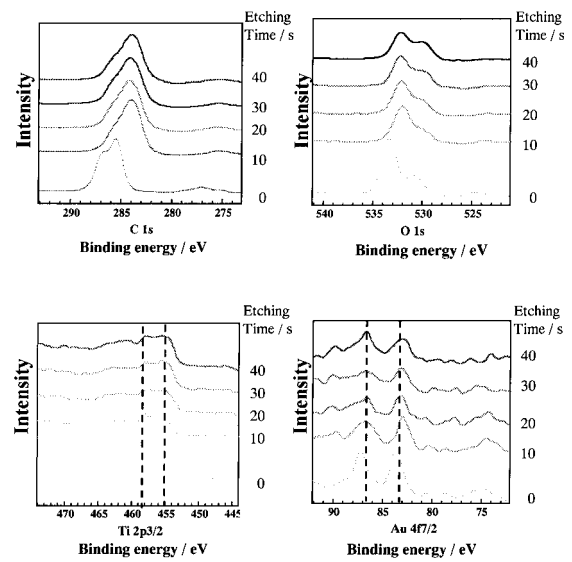 Etching
Time / s
Intensity
40
30
20
10
0
290 285 280 275
C 1s
Binding energy / eV
Etching
Time / s
Intensity
40
30
20
10
0
540 535 530 525
O 1s
Binding energy / eV
Etching
Time / s
Intensity
40
30
20
10
0
470 465 460 455 450 445
Ti 2p3/2
Binding energy / eV
Etching
Time / s
Intensity
40
30
20
10
0
90 85 80 75
Au 4f7/2
Binding energy / eV